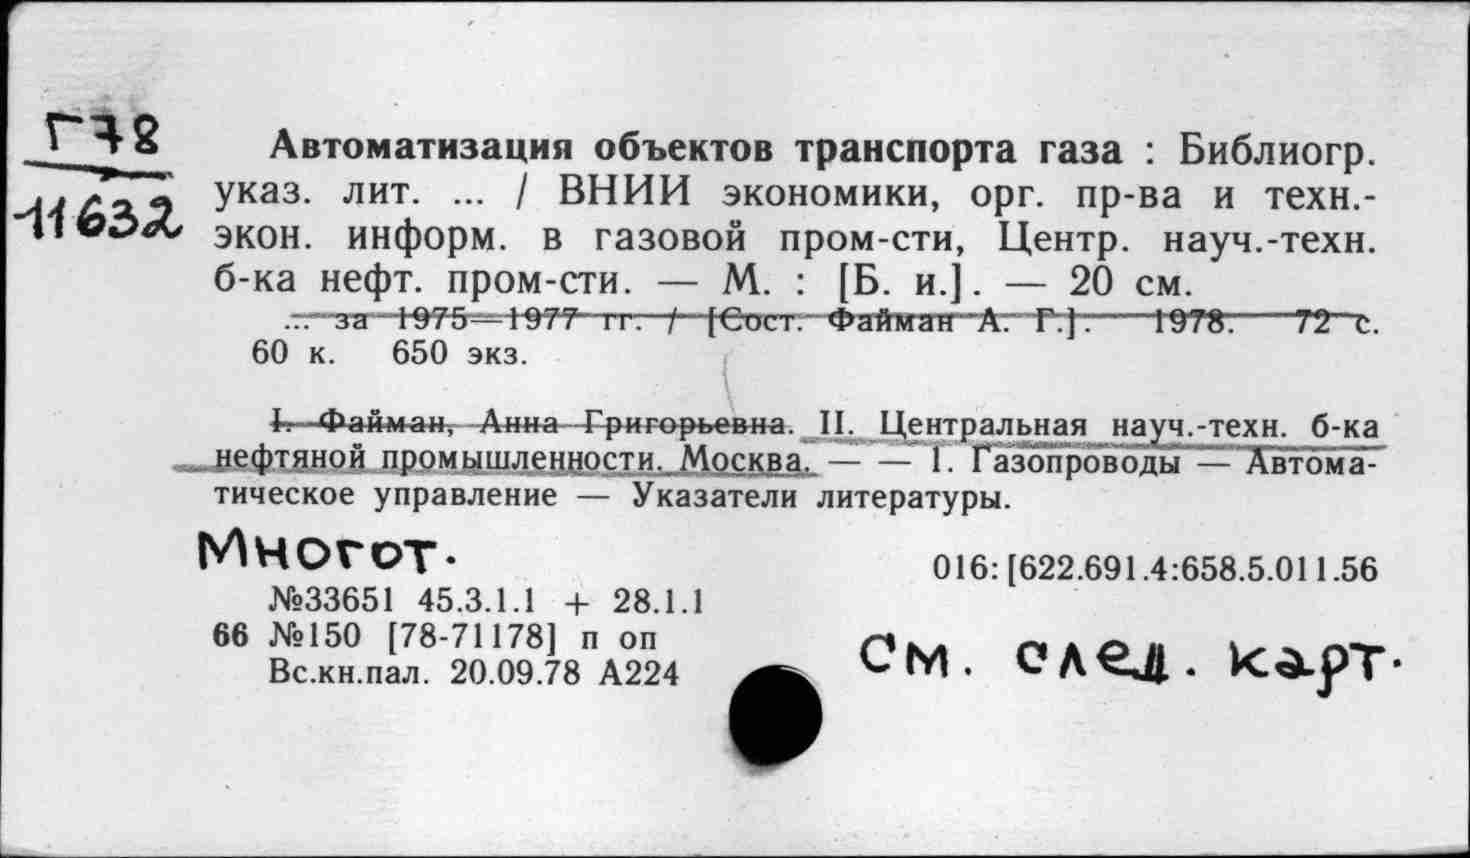 Г78
11632
Автоматизация объектов транспорта газа : Библиогр.
указ. лит. ... / ВНИИ экономики, орг. пр-ва и техн.-
экон. информ. в газовой пром-сти, Центр. науч.-техн.
б-ка нефт. пром-сти. — М. : [Б. и.]. — 20 см.
... за 1975—1977 гг. / [Сост. Файман А. Г.]. 1978. 72 с.
60 к. 650 экз.
I. Файман, Анна Григорьевна. II. Центральная науч.-техн. б-ка
нефтяной промышленности. Москва. — — 1. Газопроводы — Автома-
тическое управление — Указатели литературы.
Многот.
016: [622.691.4:658.5.011.56
№33651 45.3.1.1 + 28.1.1
66 №150 [78-71178] п оп
Вс.кн.пал. 20.09.78 А224
См. след. карт.